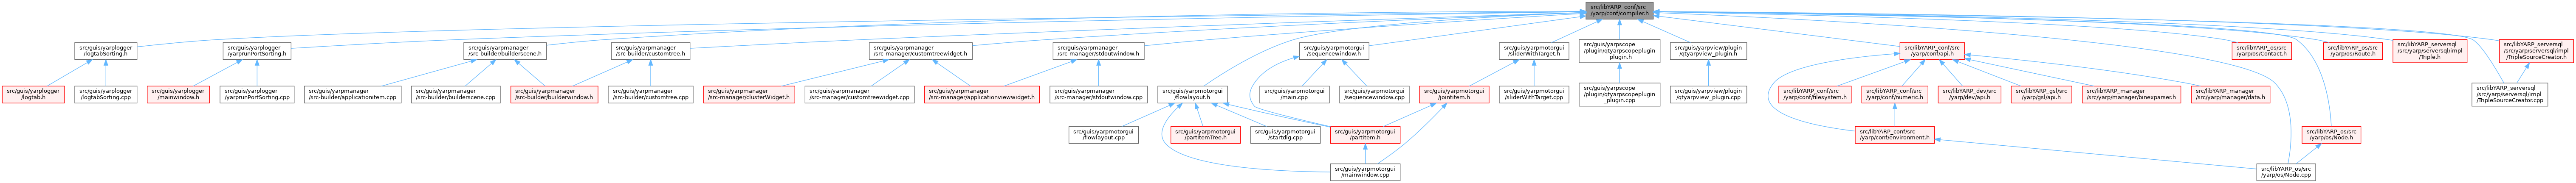 src/libYARP_conf/src
/yarp/conf/compiler.h
src/guis/yarplogger
/logtabSorting.h
src/guis/yarplogger
/yarprunPortSorting.h
src/guis/yarpmanager
/src-builder/builderscene.h
src/guis/yarpmanager
/src-builder/customtree.h
src/guis/yarpmanager
/src-manager/customtreewidget.h
src/guis/yarpmanager
/src-manager/stdoutwindow.h
src/guis/yarpmotorgui
/sequencewindow.h
src/guis/yarpmotorgui
/sliderWithTarget.h
src/guis/yarpscope
/plugin/qtyarpscopeplugin
_plugin.h
src/guis/yarpview/plugin
/qtyarpview_plugin.h
src/libYARP_conf/src
/yarp/conf/api.h
src/libYARP_os/src
/yarp/os/Contact.h
src/libYARP_os/src
/yarp/os/Route.h
src/libYARP_serversql
/src/yarp/serversql/impl
/Triple.h
src/libYARP_serversql
/src/yarp/serversql/impl
/TripleSourceCreator.h
src/guis/yarplogger
/logtab.h
src/guis/yarplogger
/logtabSorting.cpp
src/guis/yarplogger
/mainwindow.h
src/guis/yarplogger
/yarprunPortSorting.cpp
src/guis/yarpmanager
/src-builder/applicationitem.cpp
src/guis/yarpmanager
/src-builder/builderscene.cpp
src/guis/yarpmanager
/src-builder/builderwindow.h
src/guis/yarpmanager
/src-builder/customtree.cpp
src/guis/yarpmanager
/src-manager/clusterWidget.h
src/guis/yarpmanager
/src-manager/customtreewidget.cpp
src/guis/yarpmanager
/src-manager/applicationviewwidget.h
src/guis/yarpmanager
/src-manager/stdoutwindow.cpp
src/guis/yarpmotorgui
/flowlayout.h
src/guis/yarpmotorgui
/main.cpp
src/guis/yarpmotorgui
/sequencewindow.cpp
src/guis/yarpmotorgui
/jointitem.h
src/guis/yarpmotorgui
/sliderWithTarget.cpp
src/guis/yarpscope
/plugin/qtyarpscopeplugin
_plugin.cpp
src/guis/yarpview/plugin
/qtyarpview_plugin.cpp
src/libYARP_conf/src
/yarp/conf/filesystem.h
src/libYARP_conf/src
/yarp/conf/numeric.h
src/libYARP_dev/src
/yarp/dev/api.h
src/libYARP_gsl/src
/yarp/gsl/api.h
src/libYARP_manager
/src/yarp/manager/binexparser.h
src/libYARP_manager
/src/yarp/manager/data.h
src/libYARP_serversql
/src/yarp/serversql/impl
/TripleSourceCreator.cpp
src/guis/yarpmotorgui
/flowlayout.cpp
src/guis/yarpmotorgui
/partItemTree.h
src/guis/yarpmotorgui
/startdlg.cpp
src/guis/yarpmotorgui
/partitem.h
src/libYARP_conf/src
/yarp/conf/environment.h
src/libYARP_os/src
/yarp/os/Node.h
src/guis/yarpmotorgui
/mainwindow.cpp
src/libYARP_os/src
/yarp/os/Node.cpp